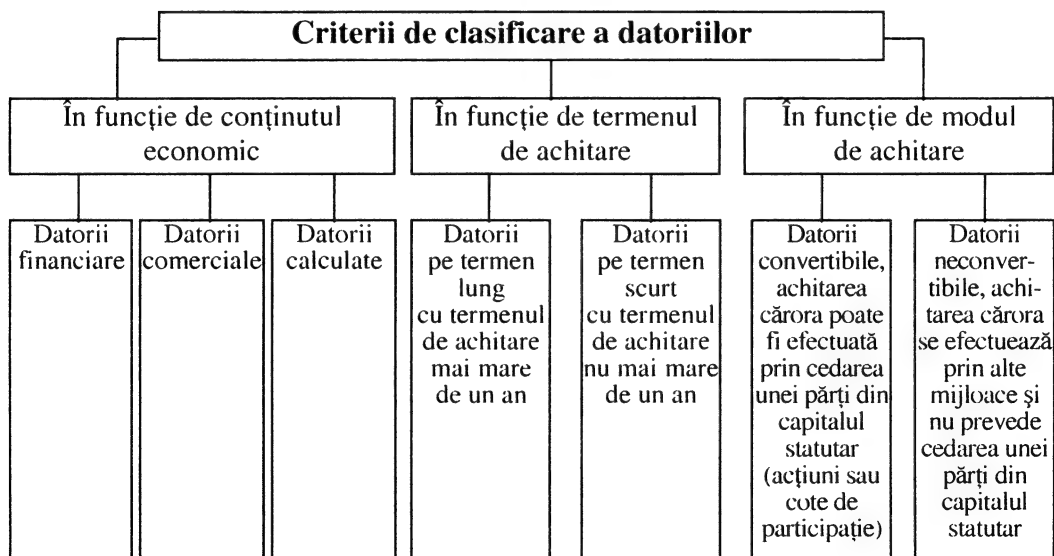 Criterii de clasificare a datoriilor
În funcție de conținutul
economic
În funcție de termenul
de achitare
În funcție de modul
de achitare
Datorii
financiare
Datorii
comerciale
Datorii
calculate
Datorii
pe termen
lung
cu termenul
de achitare
mai mare
de un an
Datorii
pe termen
scurt
cu termenul
de achitare
nu mai mare
de un an
Datorii
convertibile,
achitarea
cărora poate
fi efectuată
prin cedarea
unei părți din
capitalul
statutar
(acțiuni sau
cote de
participație)
Datorii
neconver-
tibile, achi-
tarea cărora
se efectuează
prin alte
mijloace și
nu prevede
cedarea unei
părți din
capitalul
statutar